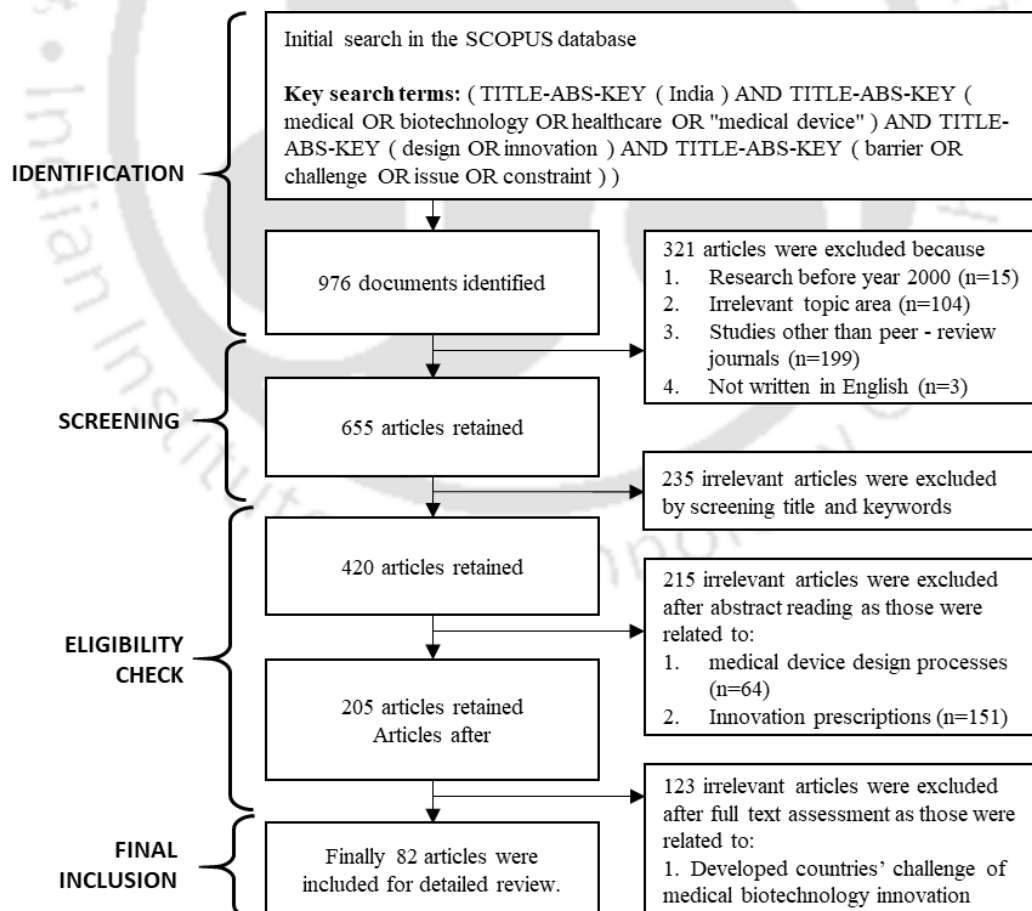 Initial search in the SCOPUS database
Key search terms: ( TITLE-ABS-KEY ( India ) AND TITLE-ABS-KEY (
medical OR biotechnology OR healthcare OR "medical device" ) AND TITLE-
ABS-KEY ( design OR innovation ) AND TITLE-ABS-KEY ( barrier OR
challenge OR issue OR constraint ) )
IDENTIFICATION
976 documents identified
321 articles were excluded because
1. Research before year 2000 (n=15)
2. Irrelevant topic area (n=104)
3. Studies other than peer - review
journals (n=199)
4. Not written in English (n=3)
SCREENING
655 articles retained
235 irrelevant articles were excluded
by screening title and keywords
420 articles retained
ELIGIBILITY
CHECK
215 irrelevant articles were excluded
after abstract reading as those were
related to:
1. medical device design processes
(n=64)
2. Innovation prescriptions (n=151)
205 articles retained
Articles after
123 irrelevant articles were excluded
after full text assessment as those were
related to:
1. Developed countries' challenge of
medical biotechnology innovation
FINAL
INCLUSION
Finally 82 articles were
included for detailed review.
Indian Institute